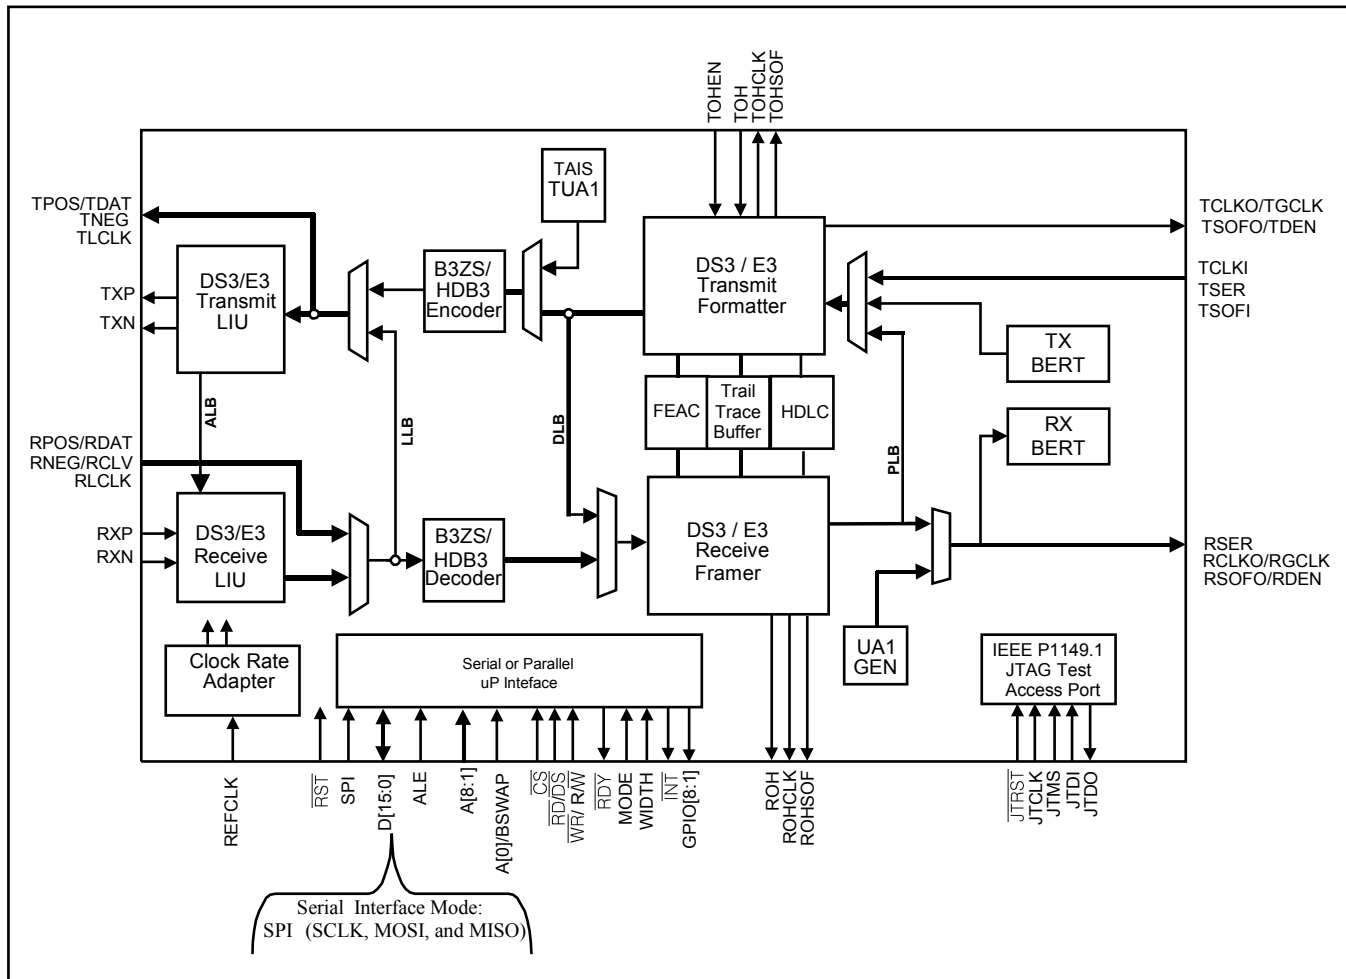 TOHEN
TOH
TOHCLK
TOHSOF
TAIS
TUA1
TPOS/TDAT
TNEG
TLCLK
TCLKO/TGCLK
TSOFO/TDEN
DS3/E3
Transmit
LIU
B3ZS/
HDB3
Encoder
DS3 / E3
Transmit
Formatter
TCLKI
TSER
TSOFI
TXP
TXN
TX
BERT
ALB
LLB
DLB
FEAC
Trail
Trace
Buffer
HDLC
PLB
RX
BERT
RPOS/RDAT
RNEG/RCLV
RLCLK
RXP
RXN
DS3/E3
Receive
LIU
B3ZS/
HDB3
Decoder
DS3 / E3
Receive
Framer
RSER
RCLKO/RGCLK
RSOFO/RDEN
Clock Rate
Adapter
Serial or Parallel
uP Inteface
UA1
GEN
IEEE P1149.1
JTAG Test
Access Port
REFCLK
RST
SPI
D[15:0]
ALE
A[8:1]
A[0]/BSWAP
CS
RD/DS
WR/ R/W
RDY
MODE
WIDTH
INT
GPIO[8:1]
ROH
ROHCLK
ROHSOF
JTRST
JTCLK
JTMS
JTDI
JTDO
Serial Interface Mode:
SPI (SCLK, MOSI, and MISO)